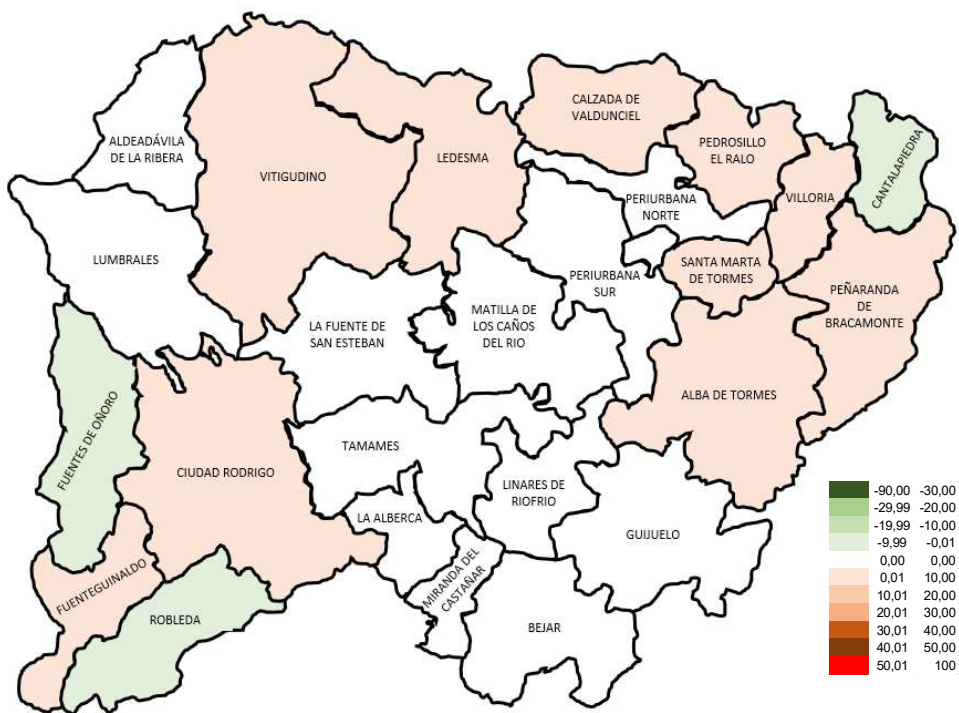 ALDEADÁVILA
DE LA RIBERA
VITIGUDINO
LEDESMA
CALZADA DE
VALDUNCIEL
PEDROSILLO
EL RALO
CANTALAPIEDRA
VILLORIA
PERIURBANA
NORTE
LUMBRALES
PERIURBANA
SUR
SANTA MARTA
DE TORMES
PEÑARANDA
DE
BRACAMONTE
LA FUENTE DE
SAN ESTEBAN
MATILLA DE
LOS CAÑOS
DEL RIO
ALBA DE TORMES
FUENTES DE OÑORO
CIUDAD RODRIGO
TAMAMES
LINARES DE
RIOFRIO
LA ALBERCA
GUIJUELO
MIRANDA DEL
CASTAÑAR
FUENTEGUINALDO
ROBLEDA
BEJAR
-90,00 -30,00
-29,99 -20,00
-19,99 -10,00
-9,99 -0,01
0,00 0,00
0,01 10,00
10,01 20,00
20,01 30,00
30,01 40,00
40,01 50,00
50,01 100